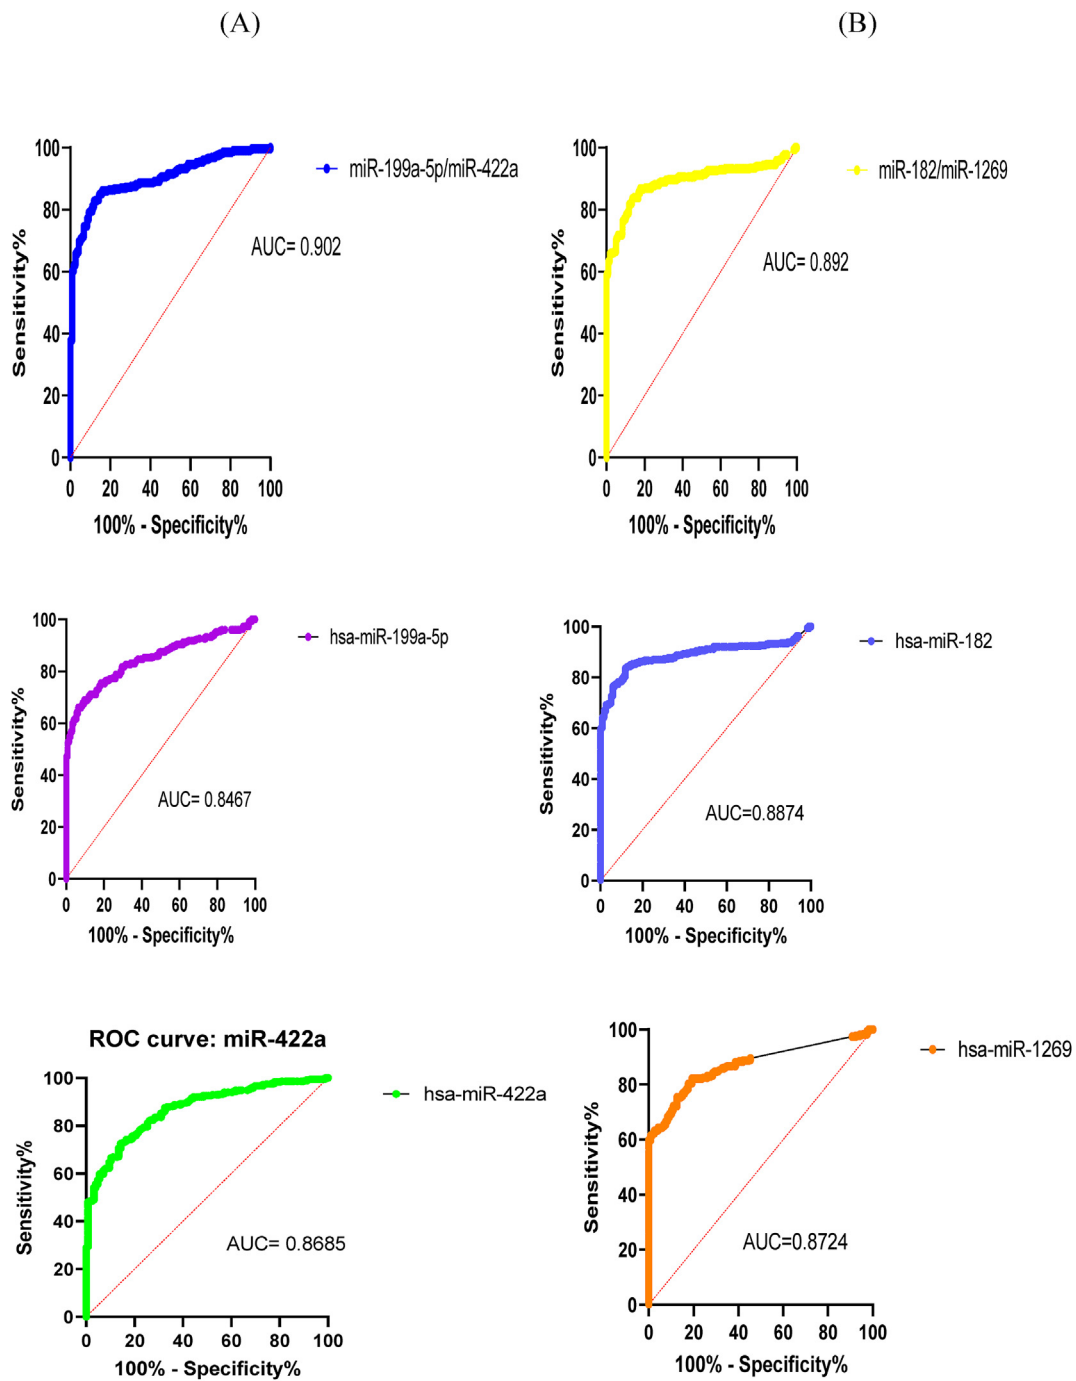 (A)
(B)
100
80
60
40
20
0
Sensitivity%
0 20 40 60 80 100
100% - Specificity%
miR-199a-5p/miR-422a
AUC= 0.902
100
80
60
40
20
0
Sensitivity%
0 20 40 60 80 100
100% - Specificity%
miR-182/miR-1269
AUC= 0.892
100
80
60
40
20
0
Sensitivity%
0 20 40 60 80 100
100% - Specificity%
hsa-miR-199a-5p
AUC= 0.8467
100
80
60
40
20
0
Sensitivity%
0 20 40 60 80 100
100% - Specificity%
hsa-miR-182
AUC=0.8874
ROC curve: miR-422a
100
80
60
40
20
0
Sensitivity%
0 20 40 60 80 100
100% - Specificity%
hsa-miR-422a
AUC= 0.8685
100
80
60
40
20
0
Sensitivity%
0 20 40 60 80 100
100% - Specificity%
hsa-miR-1269
AUC=0.8724